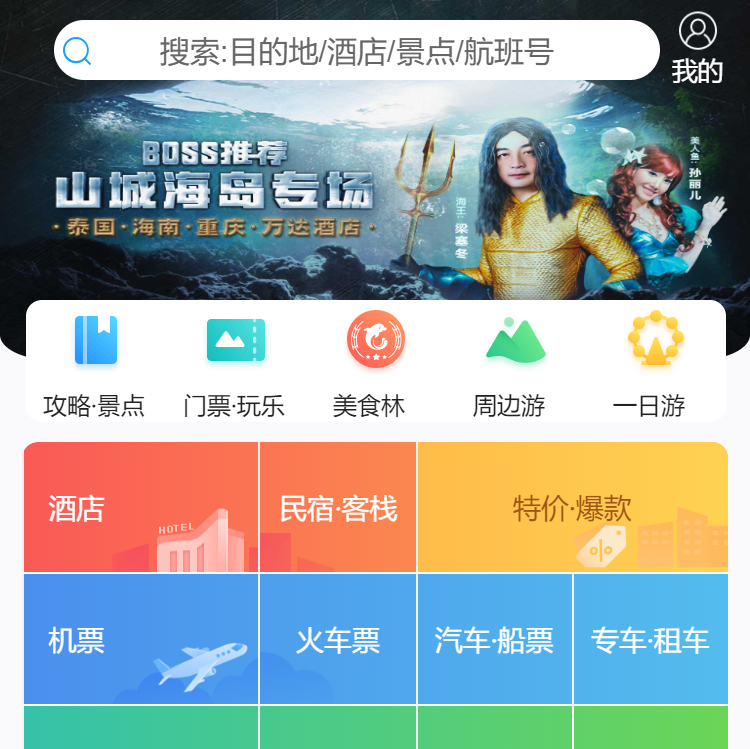 搜索:目的地/酒店/景点/航班号
我的
BOSS推荐
山城海岛专场
·泰国·海南·重庆·万达酒店·
海王:梁塞冬
美人鱼:孙丽儿
攻略·景点
门票·玩乐
美食林
周边游
一日游
酒店
HOTEL
民宿·客栈
特价·爆款
机票
火车票
汽车·船票
专车·租车